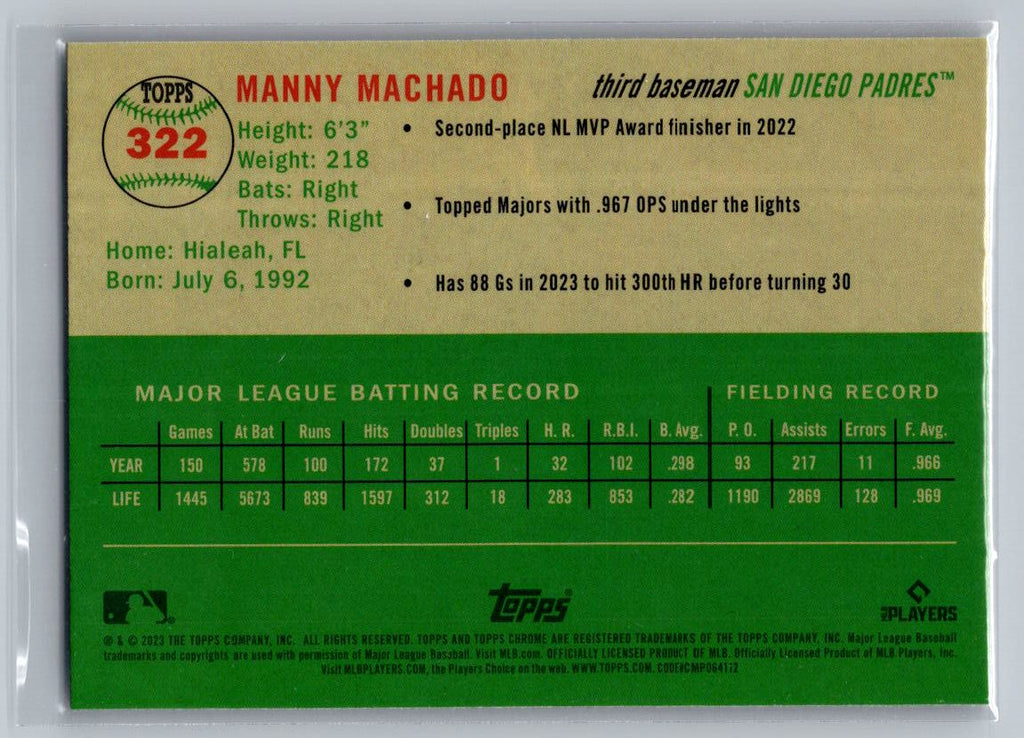 TOPPS
322
MANNY MACHADO
third baseman SAN DIEGO PADRES™
Height: 6'3"
Weight: 218
Bats: Right
Throws: Right
Home: Hialeah, FL
Born: July 6, 1992
• Second-place NL MVP Award finisher in 2022
• Topped Majors with .967 OPS under the lights
• Has 88 Gs in 2023 to hit 300th HR before turning 30
MAJOR LEAGUE BATTING RECORD FIELDING RECORD
Games At Bat Runs Hits Doubles Triples H. R. R.B.I. B. Avg. P. O. Assists Errors F. Avg.
YEAR 150 578 100 172 37 1 32 102 .298 93 217 11 .966
LIFE 1445 5673 839 1597 312 18 283 853 .282 1190 2869 128 .969
Topps
PLAYERS
® & © 2023 THE TOPPS COMPANY, INC. ALL RIGHTS RESERVED. TOPPS AND TOPPS CHROME ARE REGISTERED TRADEMARKS OF THE TOPPS COMPANY, INC. Major League Baseball
trademarks and copyrights are used with permission of Major League Baseball. Visit MLB.com. OFFICIALLY LICENSED PRODUCT OF MLB. Officially Licensed Product of MLB Players, Inc.
Visit MLBPLAYERS.COM, the Players Choice on the web. WWW.TOPPS.COM. CODE#CMP064172